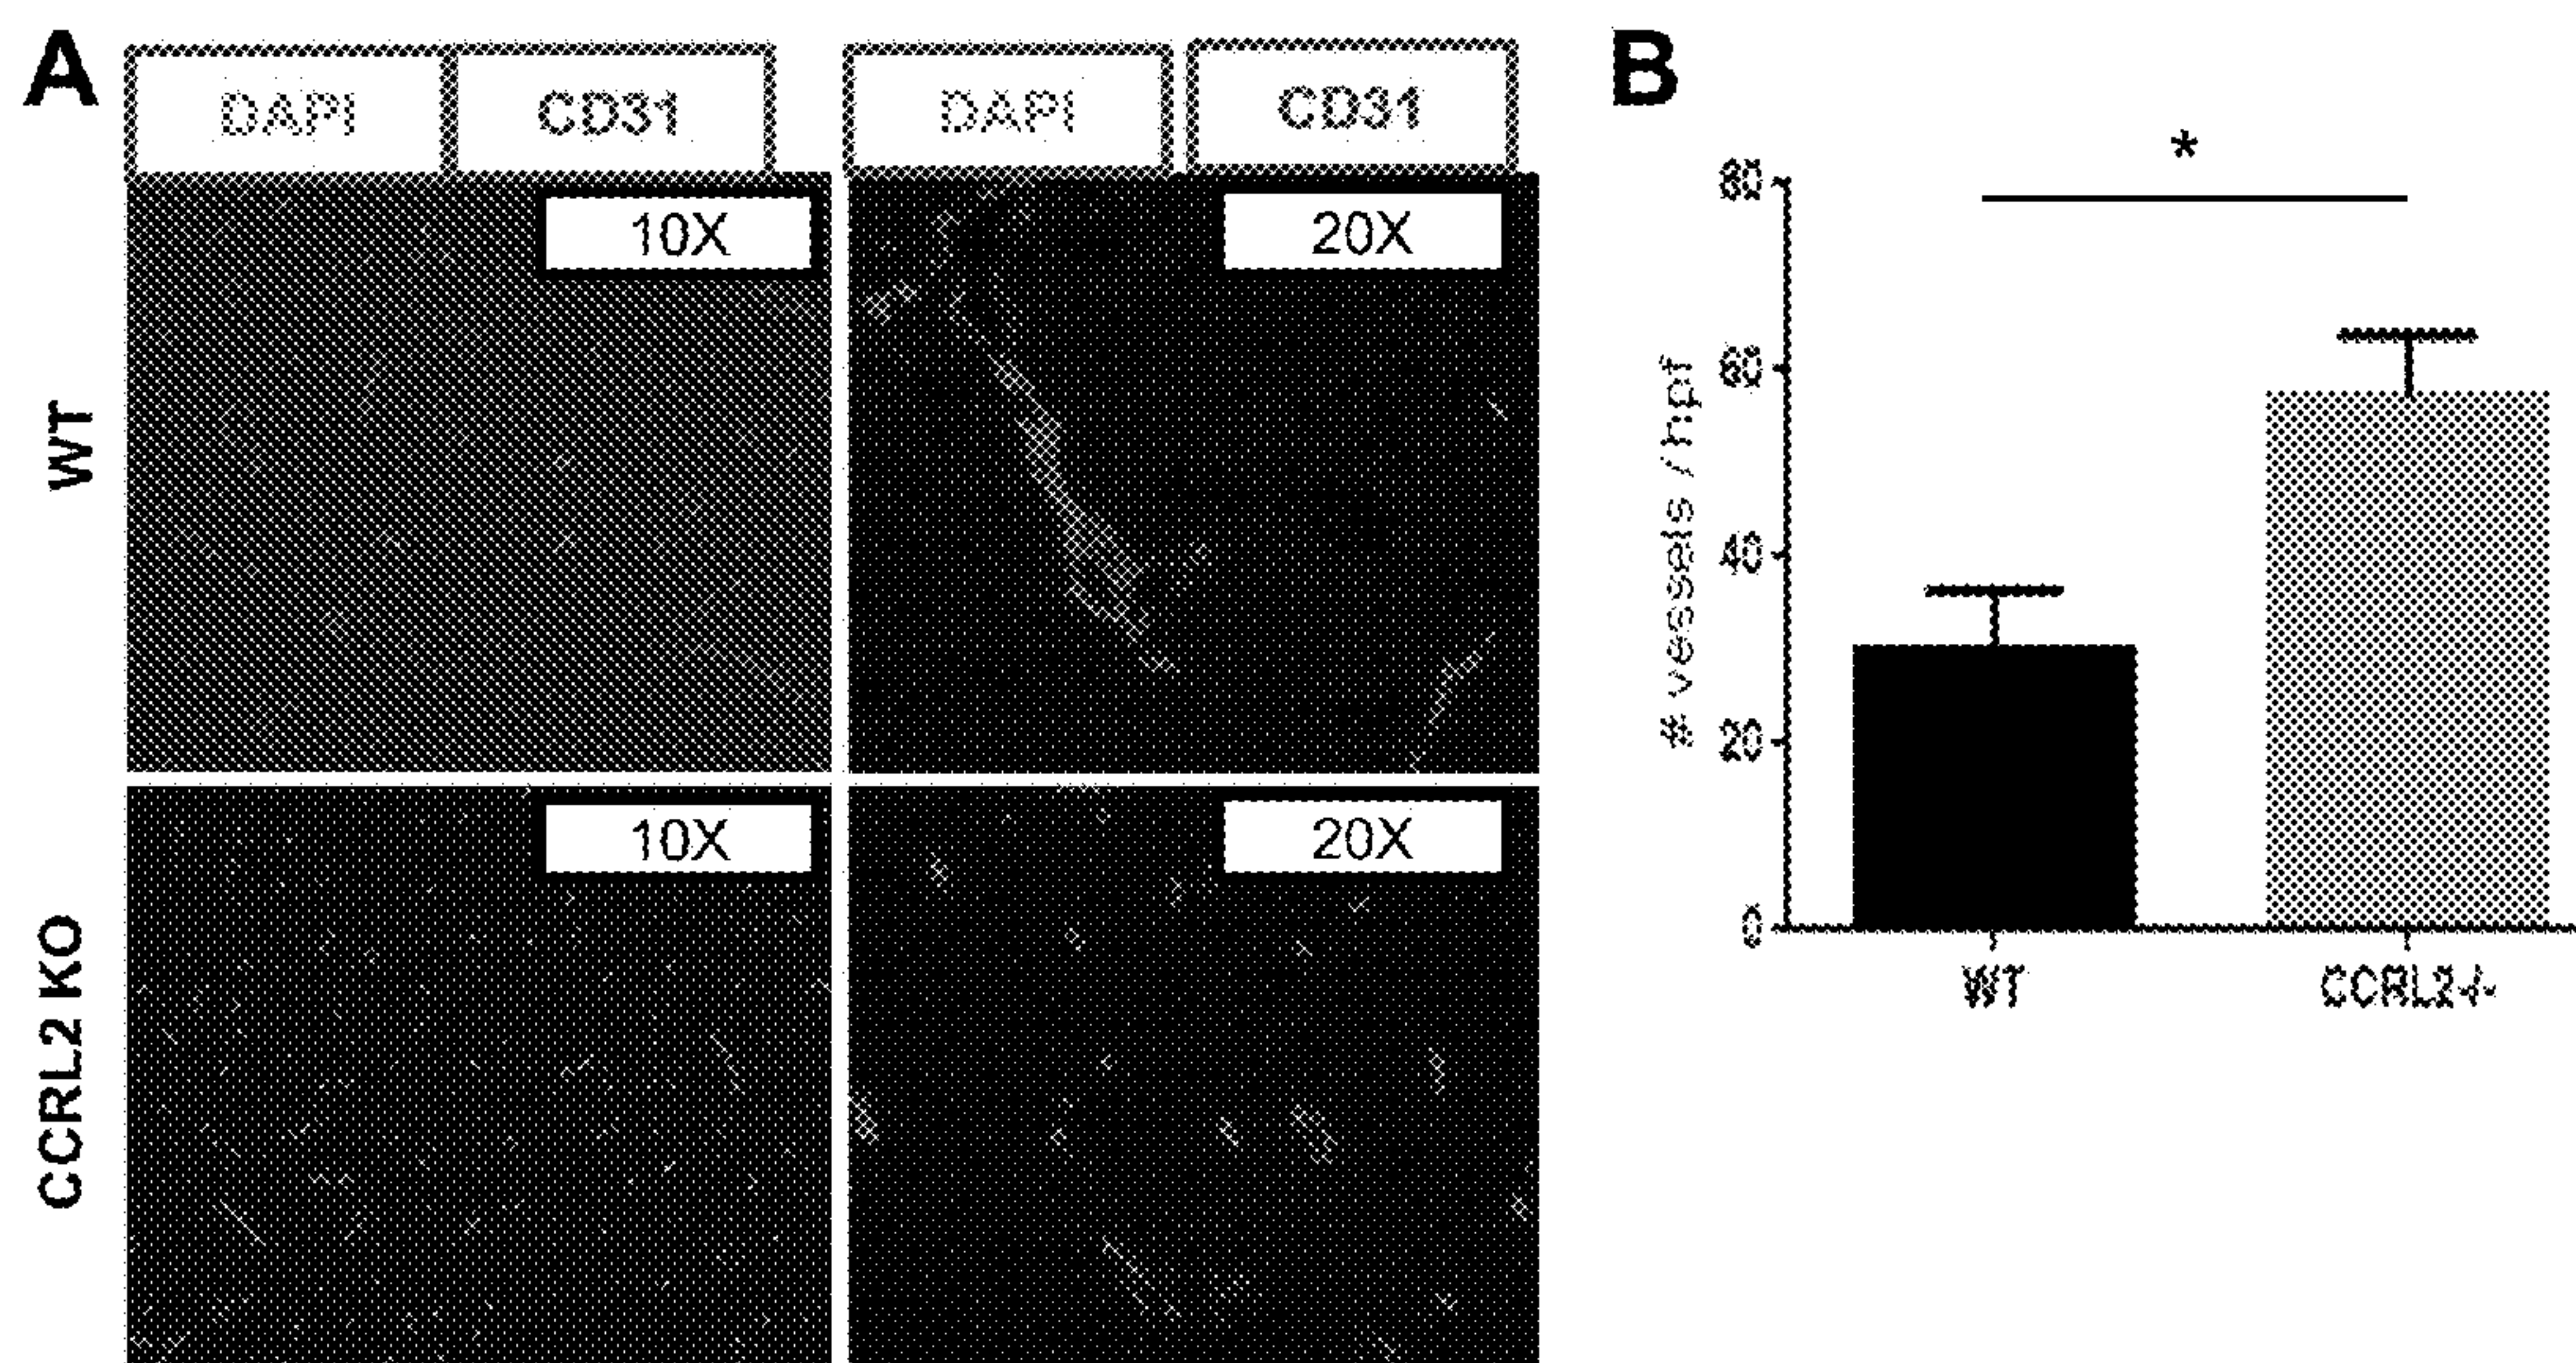 A
DAPI CD31 DAPI CD31
WT
10X 20X
CCRL2 KO
10X 20X
B
*
# vessels / hpf
80
60
40
20
0
WT CCRL2-/-